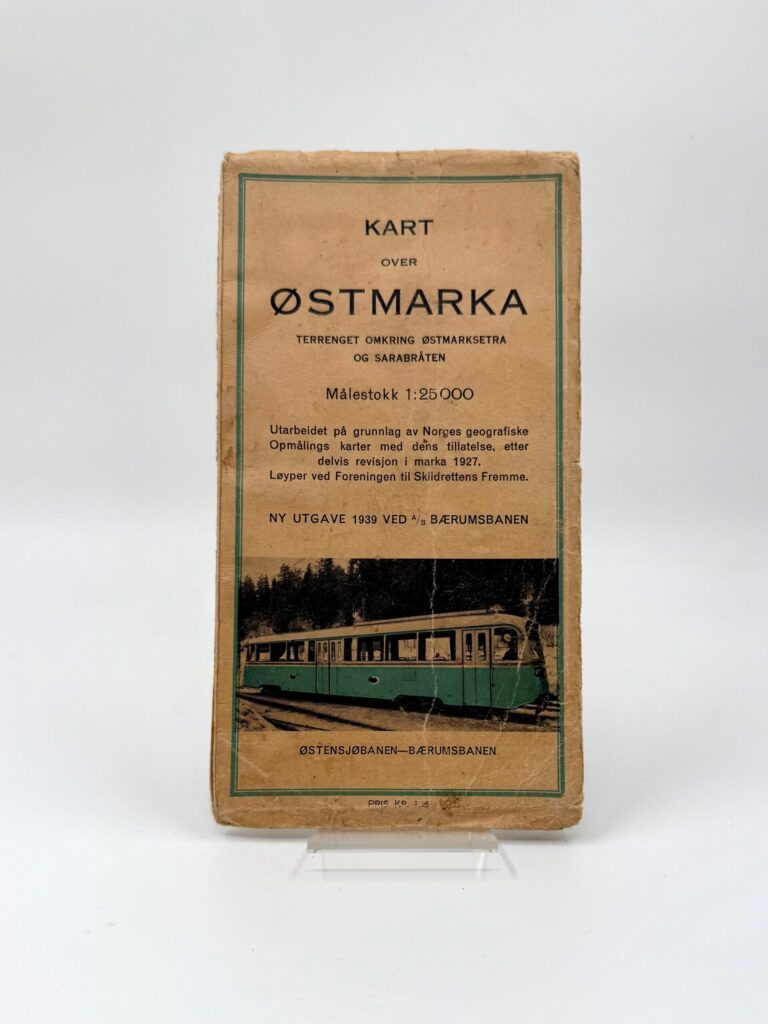 KART
OVER
ØSTMARKA
TERRENGET OMKRING ØSTMARKSETRA
OG SARABRÅTEN
Målestokk 1:25000
Utarbeidet på grunnlag av Norges geografiske
Opmålings karter med dens tillatelse, etter
delvis revisjon i marka 1927.
Løyper ved Foreningen til Skiidrettens Fremme.
NY UTGAVE 1939 VED A/S BÆRUMSBANEN
ØSTENSJØBANEN—BÆRUMSBANEN
PRIS KR.